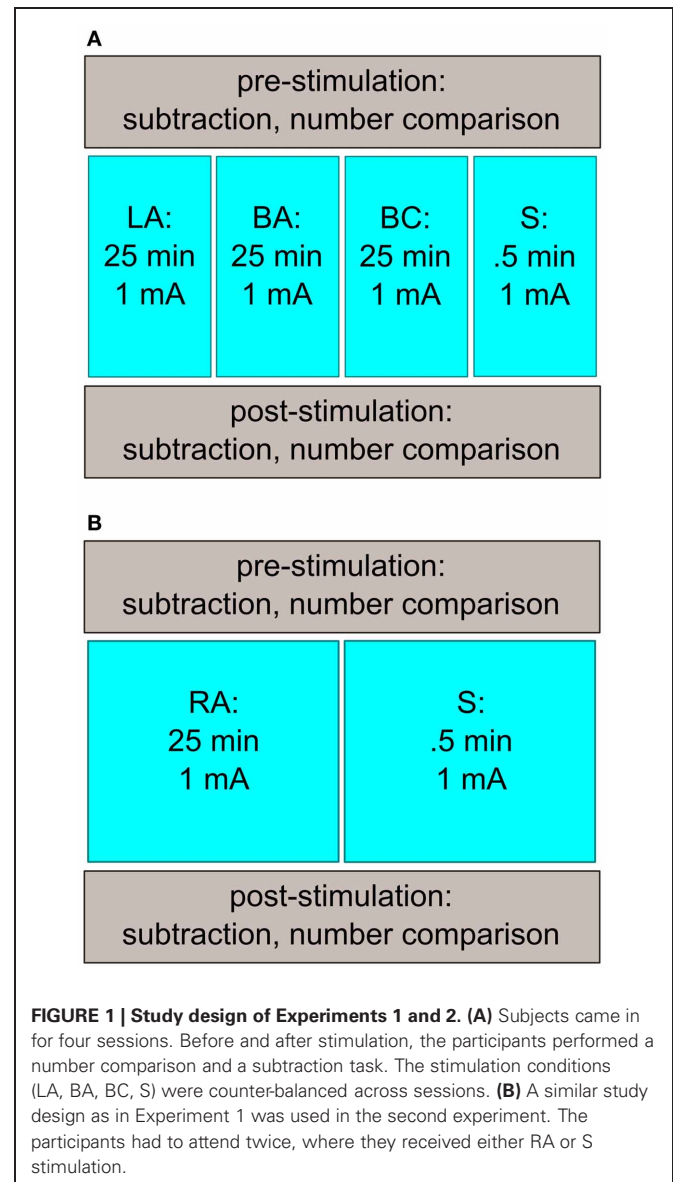 A
pre-stimulation:
subtraction, number comparison
LA:
25 min
1 mA
BA:
25 min
1 mA
BC:
25 min
1 mA
S:
.5 min
1 mA
post-stimulation:
subtraction, number comparison
B
pre-stimulation:
subtraction, number comparison
RA:
25 min
1 mA
S:
.5 min
1 mA
post-stimulation:
subtraction, number comparison
FIGURE 1 | Study design of Experiments 1 and 2. (A) Subjects came in
for four sessions. Before and after stimulation, the participants performed a
number comparison and a subtraction task. The stimulation conditions
(LA, BA, BC, S) were counter-balanced across sessions. (B) A similar study
design as in Experiment 1 was used in the second experiment. The
participants had to attend twice, where they received either RA or S
stimulation.